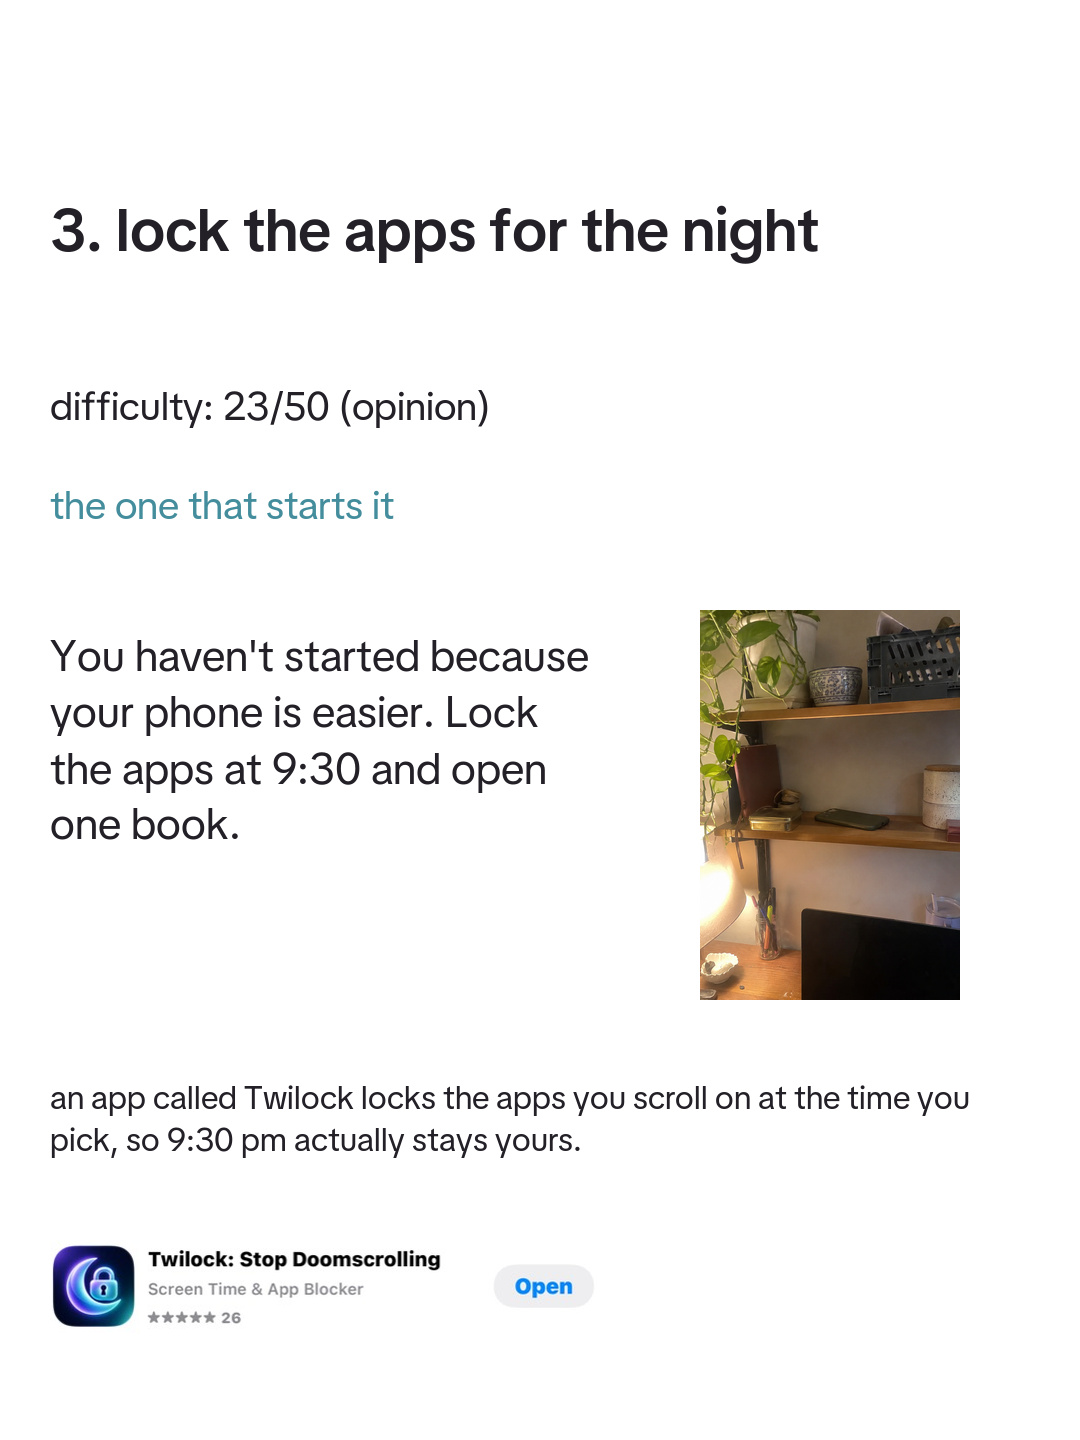 3. lock the apps for the night
difficulty: 23/50 (opinion)
the one that starts it
You haven't started because
your phone is easier. Lock
the apps at 9:30 and open
one book.
an app called Twilock locks the apps you scroll on at the time you
pick, so 9:30 pm actually stays yours.
Twilock: Stop Doomscrolling
Screen Time & App Blocker
★★★★★ 26
Open